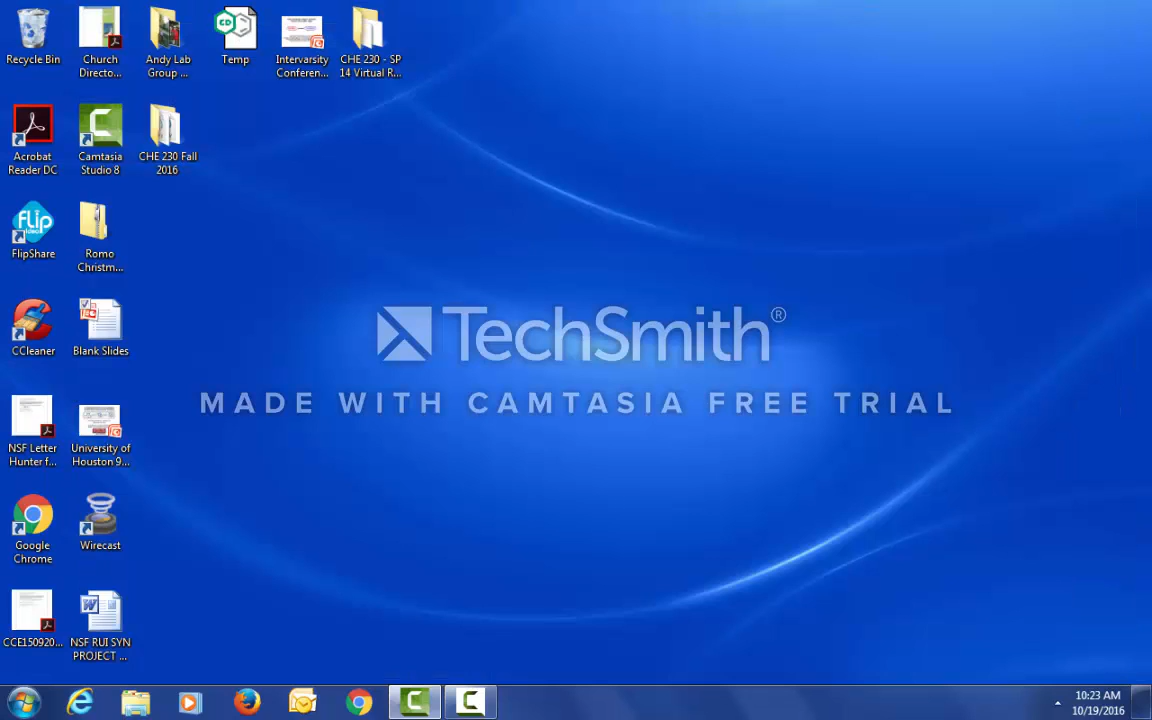 Recycle Bin
Church
Directo...
Andy Lab
Group ...
Temp
Intervarsity
Conferen...
CHE 230 - SP
14 Virtual R...
Acrobat
Reader DC
Camtasia
Studio 8
CHE 230 Fall
2016
Flip
FlipShare
Romo
Christm...
TechSmith®
MADE WITH CAMTASIA FREE TRIAL
CCleaner
Blank Slides
NSF Letter
Hunter f...
University of
Houston 9...
Google
Chrome
Wirecast
CCE150920...
NSF RUI SYN
PROJECT ...
10:23 AM
10/19/2016